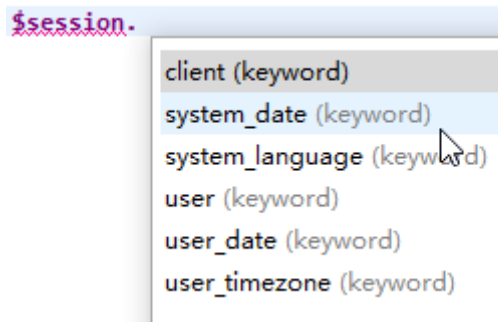 $session.
client (keyword)
system_date (keyword)
system_language (keyword)
user (keyword)
user_date (keyword)
user_timezone (keyword)